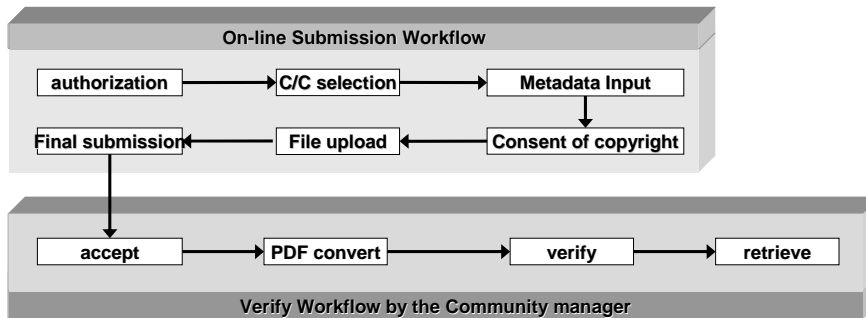 On-line Submission Workflow
authorization
C/C selection
Metadata Input
Final submission
File upload
Consent of copyright
accept
PDF convert
verify
retrieve
Verify Workflow by the Community manager